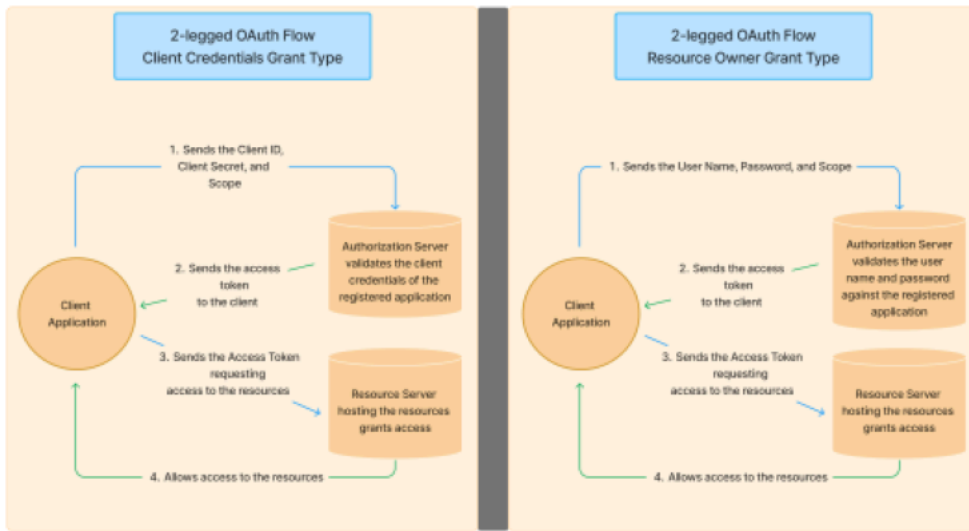 2-legged OAuth Flow
Client Credentials Grant Type
1. Sends the Client ID,
Client Secret, and
Scope
Authorization Server
validates the client
credentials of the
registered application
2. Sends the access
token
to the client
Client
Application
3. Sends the Access Token
requesting
access to the resources
Resource Server
hosting the resources
grants access
4. Allows access to the resources
2-legged OAuth Flow
Resource Owner Grant Type
1. Sends the User Name, Password, and Scope
Authorization Server
validates the user
name and password
against the registered
application
2. Sends the access
token
to the client
Client
Application
3. Sends the Access Token
requesting
access to the resources
Resource Server
hosting the resources
grants access
4. Allows access to the resources